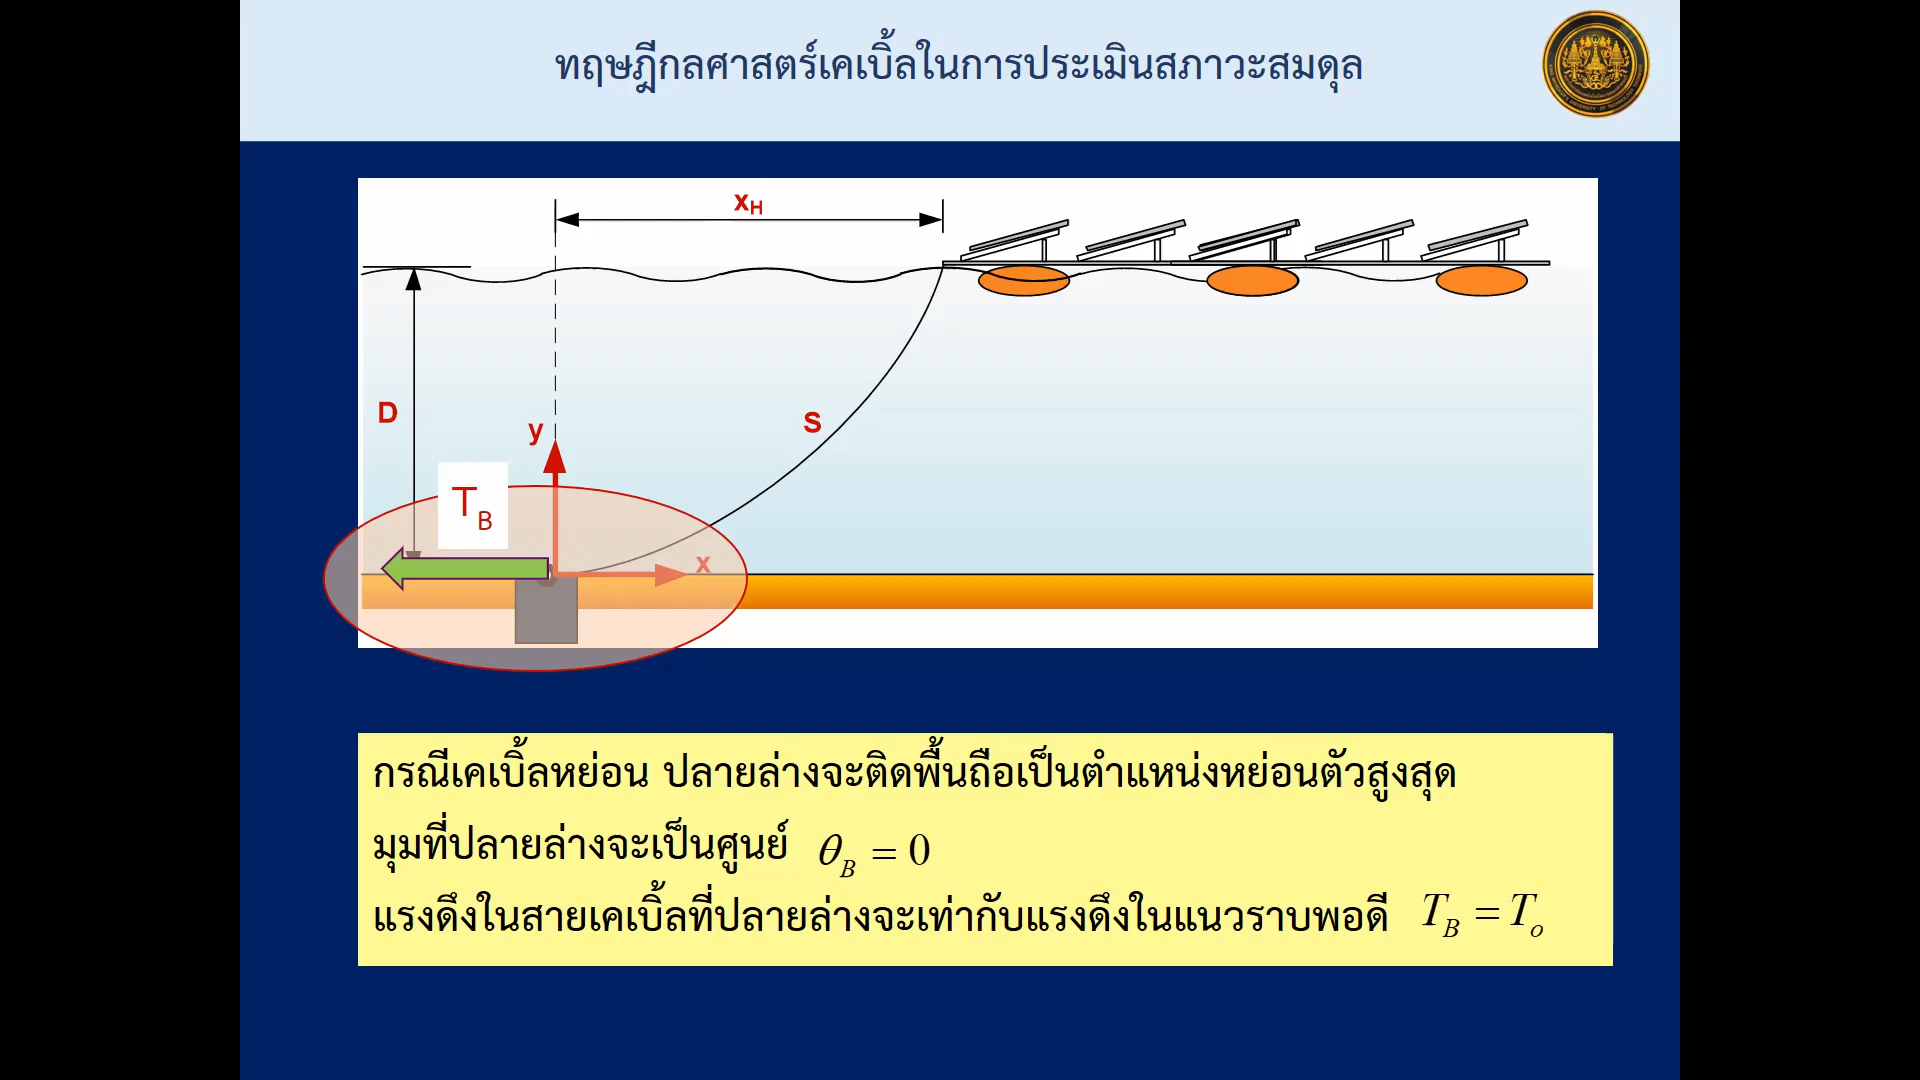 ทฤษฎีกลศาสตร์เคเบิ้ลในการประเมินสภาวะสมดุล
xH
D
y
S
TB
x
กรณีเคเบิ้ลหย่อน ปลายล่างจะติดพื้นถือเป็นตำแหน่งหย่อนตัวสูงสุด
มุมที่ปลายล่างจะเป็นศูนย์ θB = 0
แรงดึงในสายเคเบิ้ลที่ปลายล่างจะเท่ากับแรงดึงในแนวราบพอดี TB = To